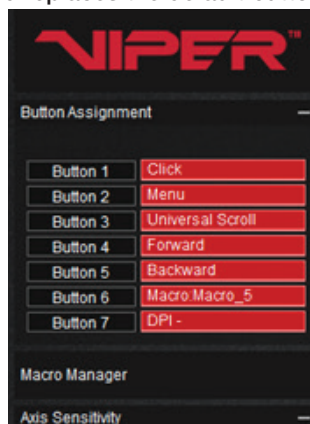 VIPER™
Button Assignment –
Button 1 Click
Button 2 Menu
Button 3 Universal Scroll
Button 4 Forward
Button 5 Backward
Button 6 Macro:Macro_5
Button 7 DPI -
Macro Manager
Axis Sensitivity –